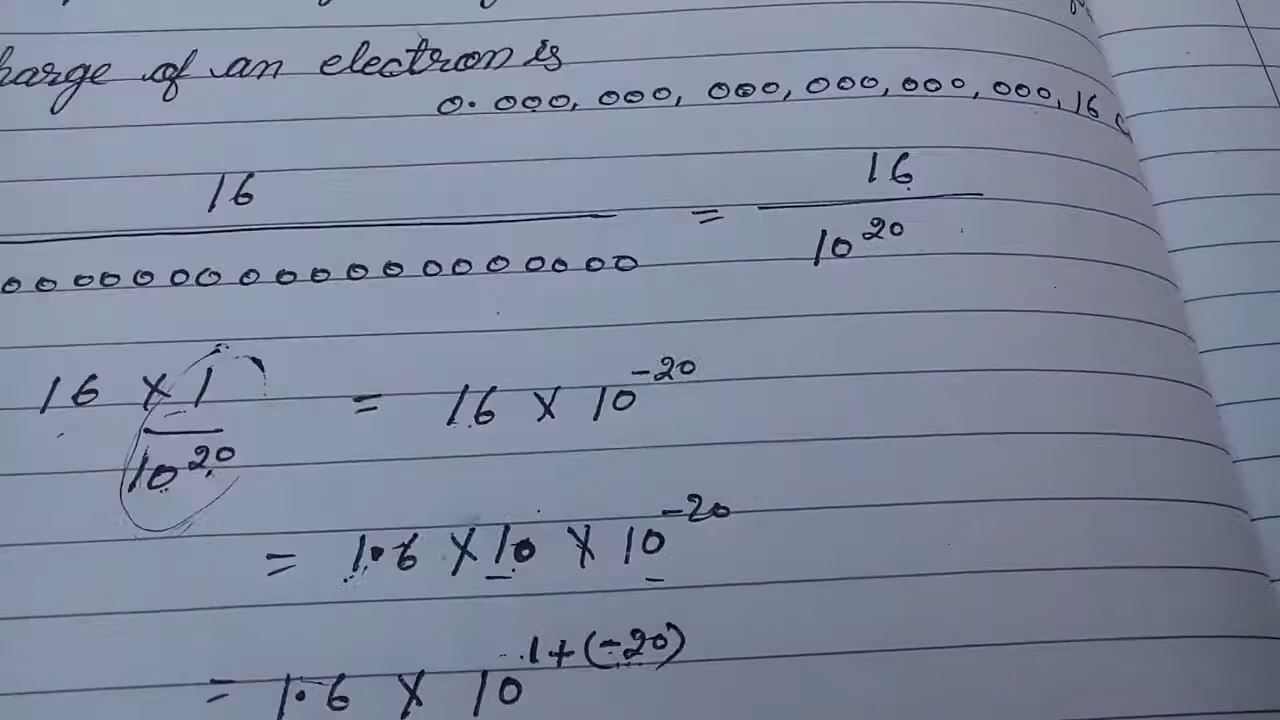 harge of an electron is
0.000,000,000,000,000,000,16 C
16 / 000000000000000000 = 16 / 10^20
16 × 1 / 10^20 = 16 × 10^-20
= 1.6 × 10 × 10^-20
= 1.6 × 10^1+(-20)